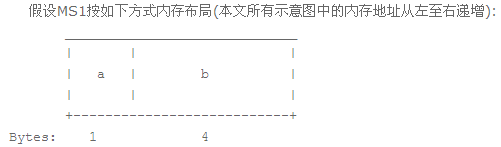 假设MS1按如下方式内存布局(本文所有示意图中的内存地址从左至右递增):
_____________________________
|       |                   |
|   a   |         b         |
|       |                   |
+---------------------------+
Bytes:    1             4